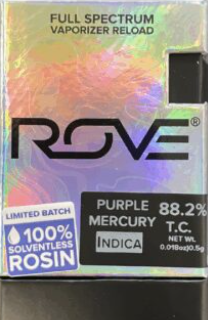 FULL SPECTRUM
VAPORIZER RELOAD
ROVE®
LIMITED BATCH
100%
SOLVENTLESS
ROSIN
PURPLE
MERCURY
INDICA
88.2%
T.C.
NET WT.
0.018oz|0.5g